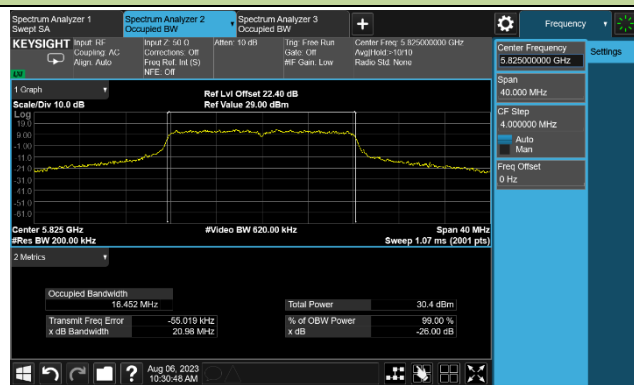 Spectrum Analyzer 1
Swept SA
Spectrum Analyzer 2
Occupied BW
Spectrum Analyzer 3
Occupied BW
+
Frequency
KEYSIGHT
Input: RF
Coupling: AC
Align: Auto
Input Z: 50 Ω
Corrections: Off
Freq Ref: Int (S)
NFE: Off
Atten: 10 dB
Trig: Free Run
Gate: Off
#IF Gain: Low
Center Freq: 5.825000000 GHz
Avg|Hold:>10/10
Radio Std: None
Center Frequency
5.825000000 GHz
Settings
Span
40.000 MHz
CF Step
4.000000 MHz
Auto
Man
Freq Offset
0 Hz
1 Graph
Scale/Div 10.0 dB
Ref Lvl Offset 22.40 dB
Ref Value 29.00 dBm
Log
19.0
9.00
-1.00
-11.0
-21.0
-31.0
-41.0
-51.0
-61.0
Center 5.825 GHz
#Res BW 200.00 kHz
#Video BW 620.00 kHz
Span 40 MHz
Sweep 1.07 ms (2001 pts)
2 Metrics
Occupied Bandwidth
16.452 MHz
Total Power 30.4 dBm
Transmit Freq Error -55.019 kHz
% of OBW Power 99.00 %
x dB Bandwidth 20.98 MHz
x dB -26.00 dB
?
Aug 06, 2023
10:30:48 AM